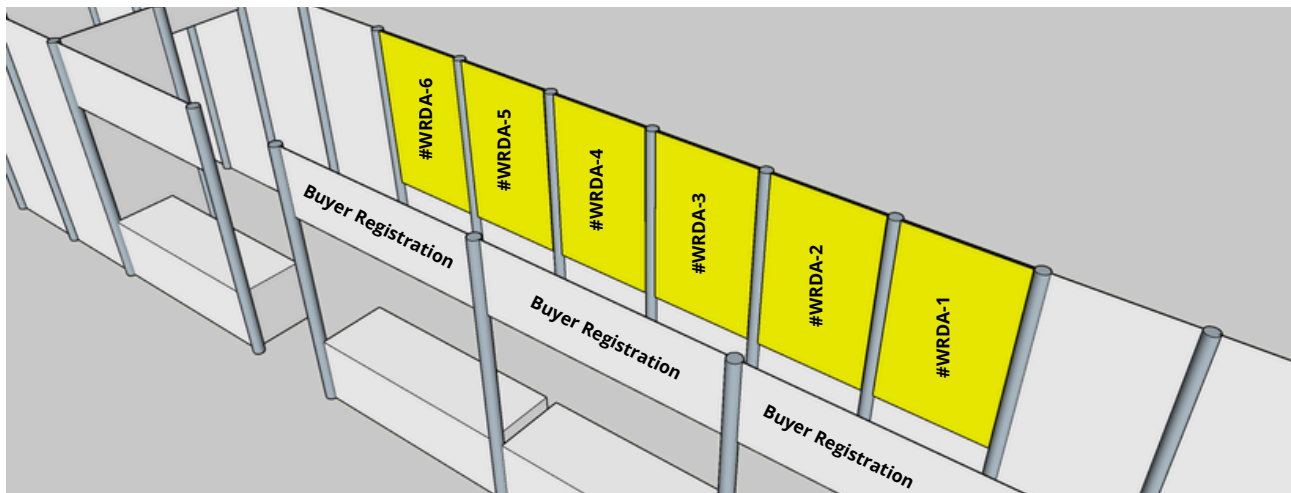 #WRDA-6
#WRDA-5
#WRDA-4
#WRDA-3
#WRDA-2
#WRDA-1
Buyer Registration
Buyer Registration
Buyer Registration